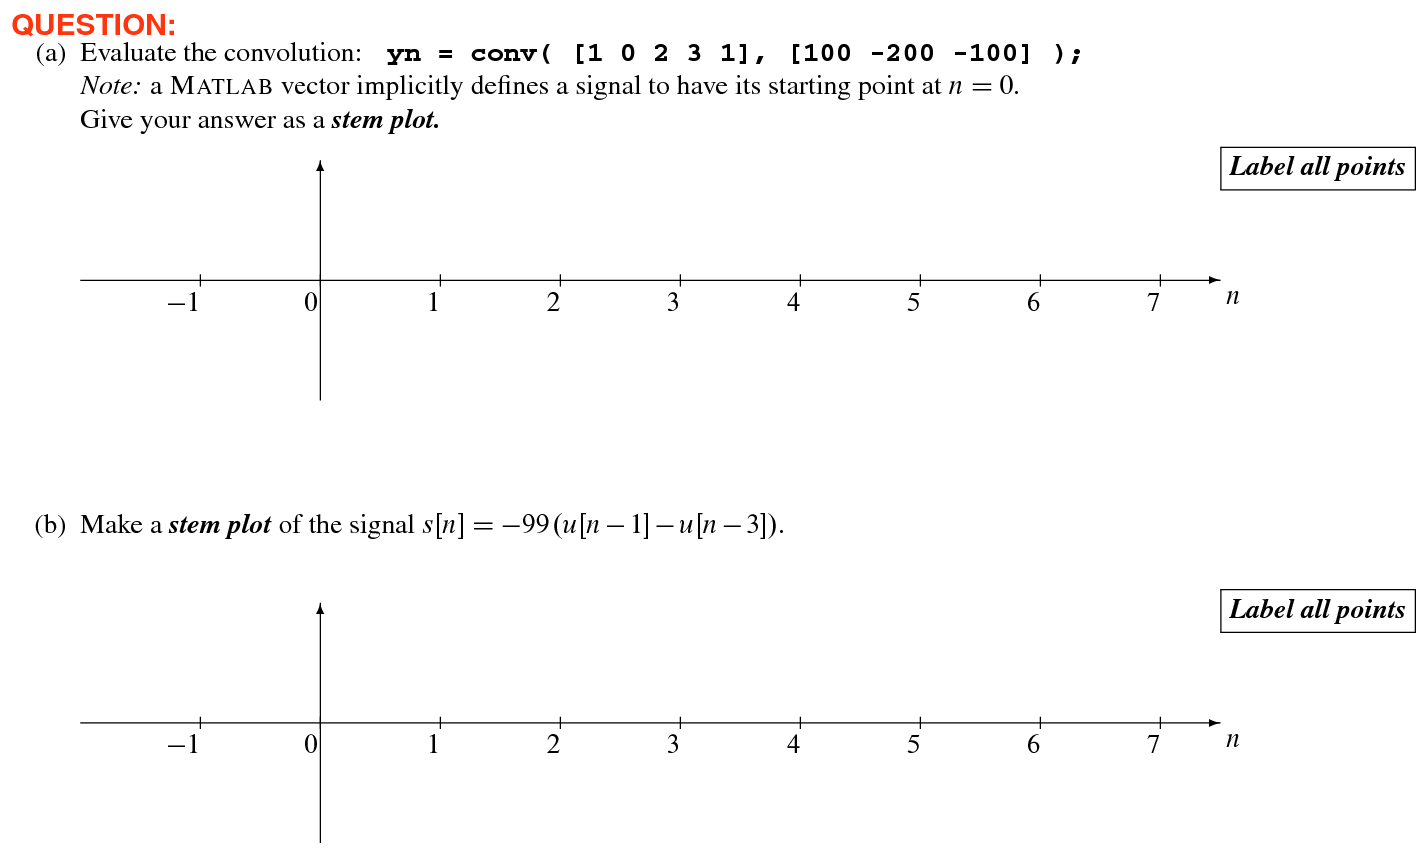 QUESTION:
(a) Evaluate the convolution: yn = conv( [1 0 2 3 1], [100 -200 -100] );
Note: a MATLAB vector implicitly defines a signal to have its starting point at n = 0.
Give your answer as a stem plot.
Label all points
−1 0 1 2 3 4 5 6 7 n
(b) Make a stem plot of the signal s[n] = −99(u[n − 1] − u[n − 3]).
Label all points
−1 0 1 2 3 4 5 6 7 n